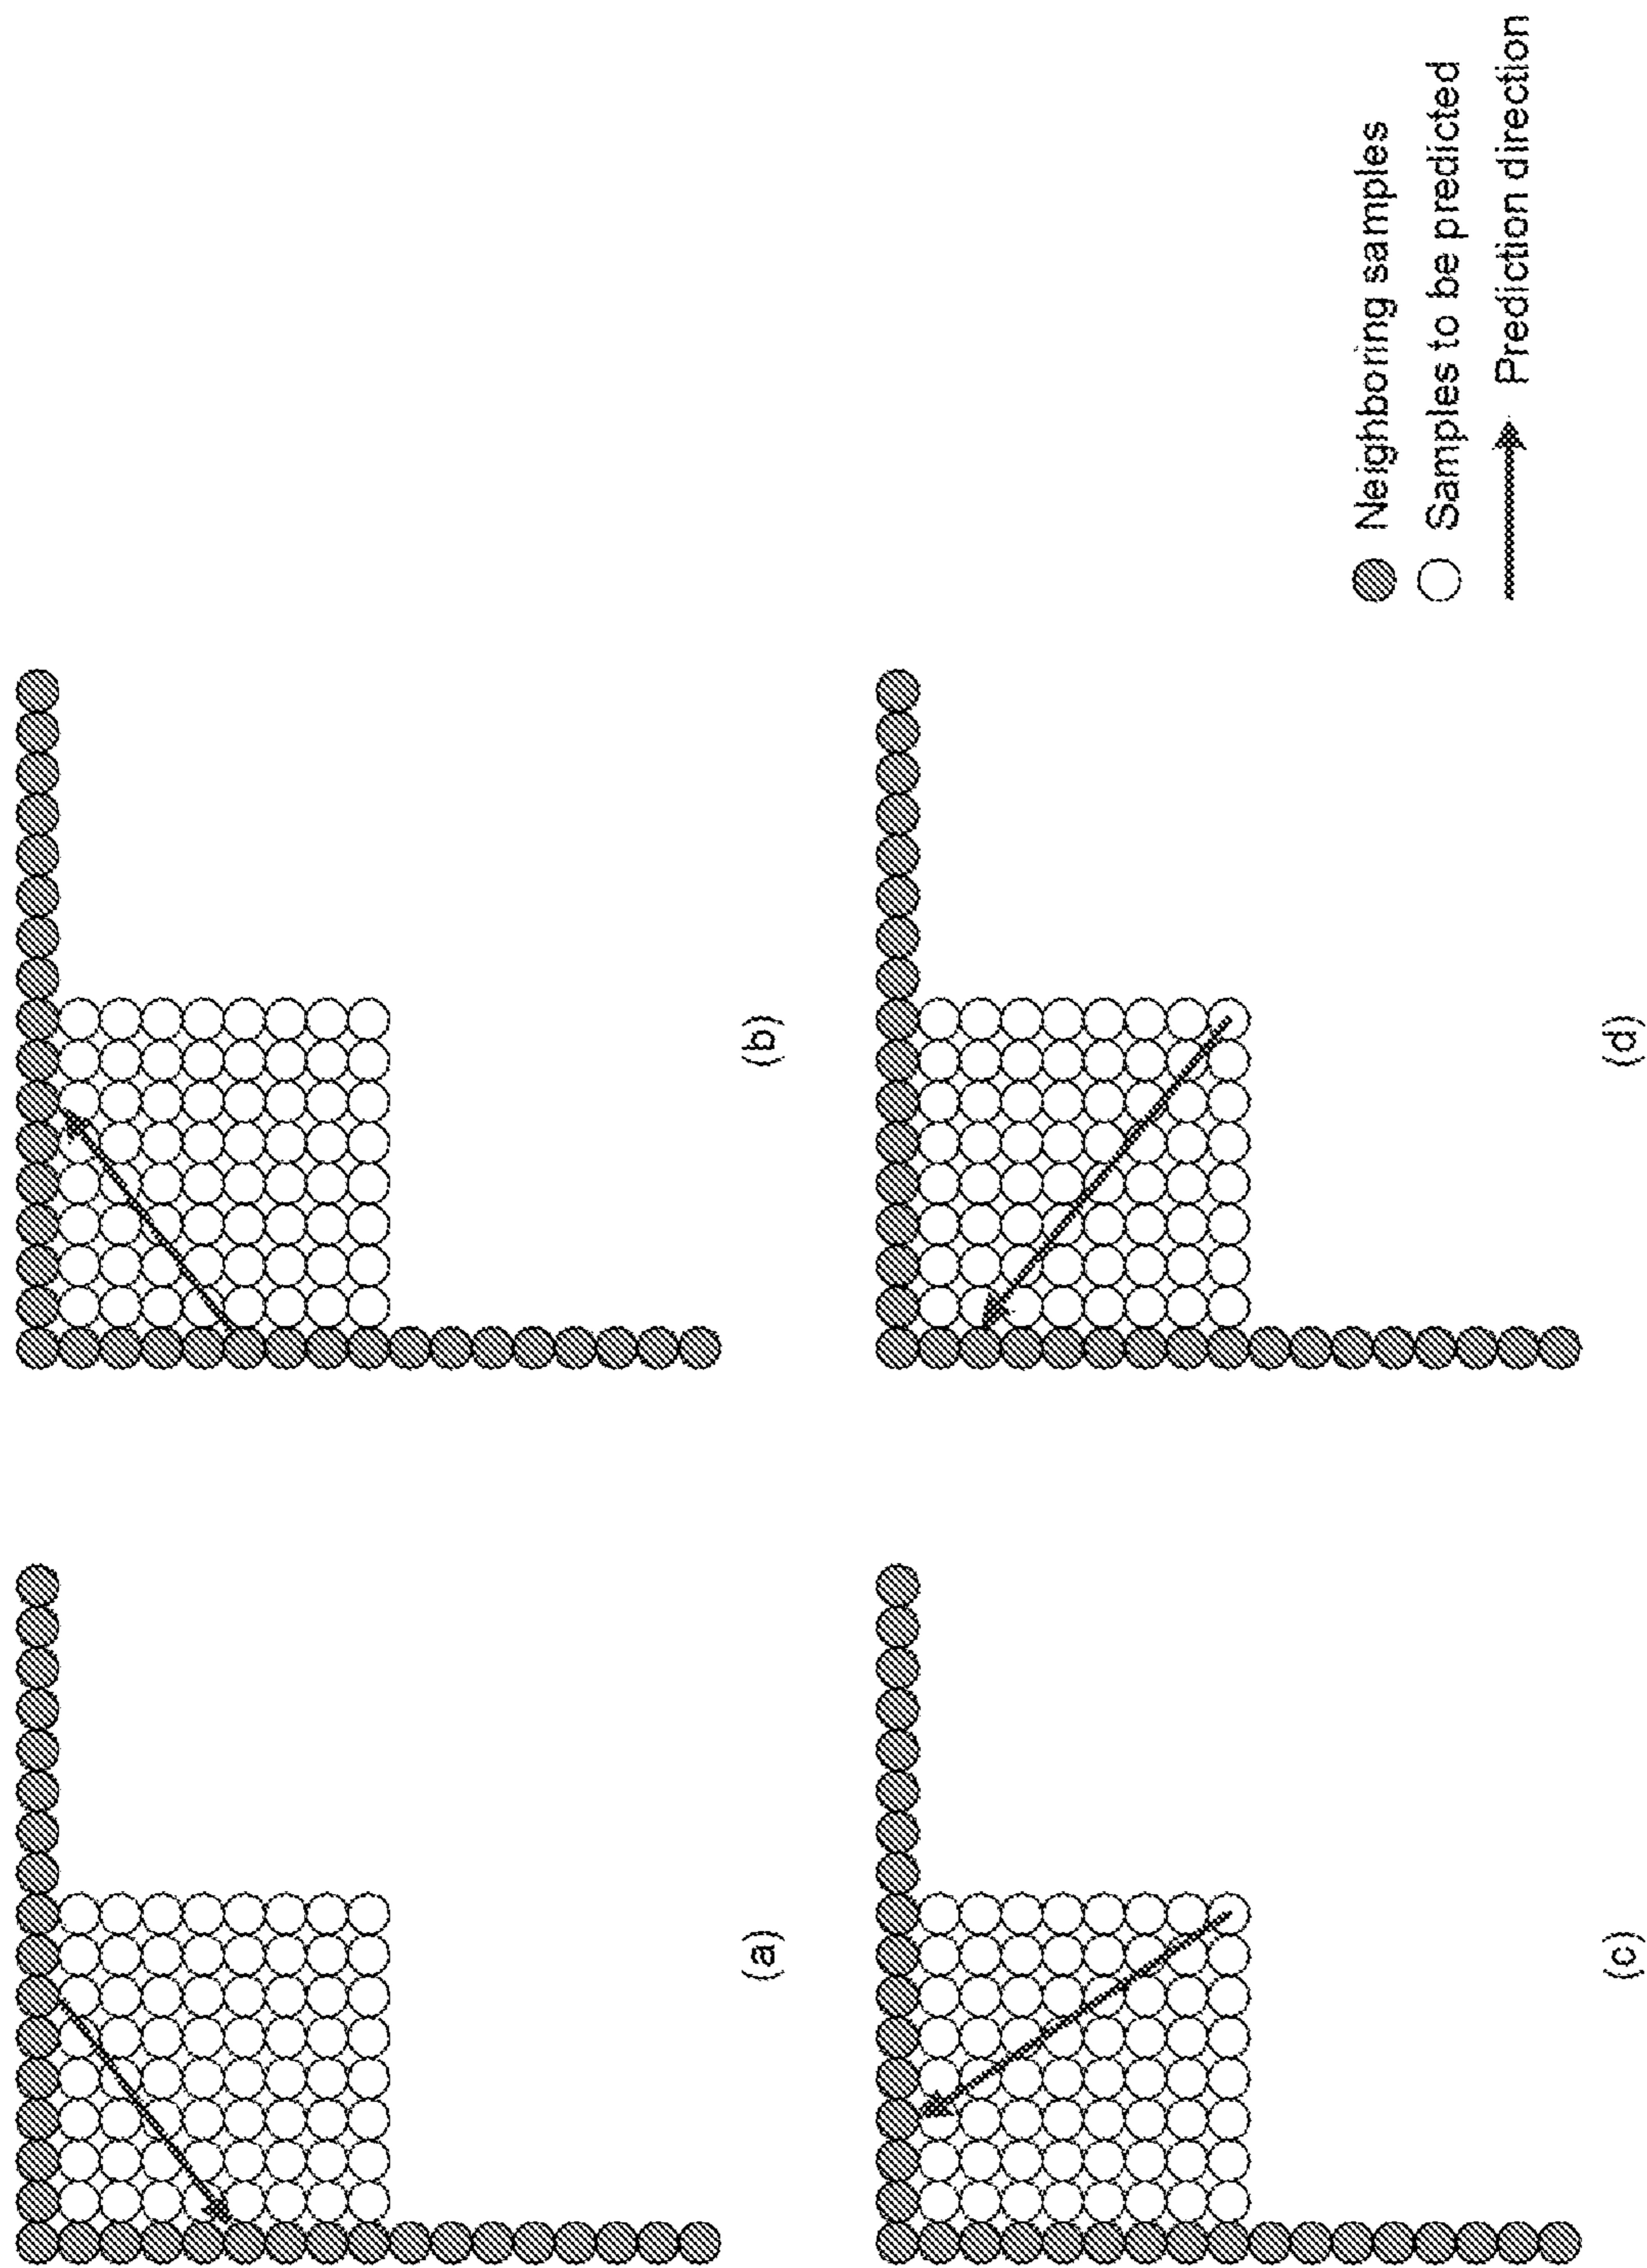 (a)
(b)
(c)
(d)
Neighboring samples
Samples to be predicted
Prediction direction